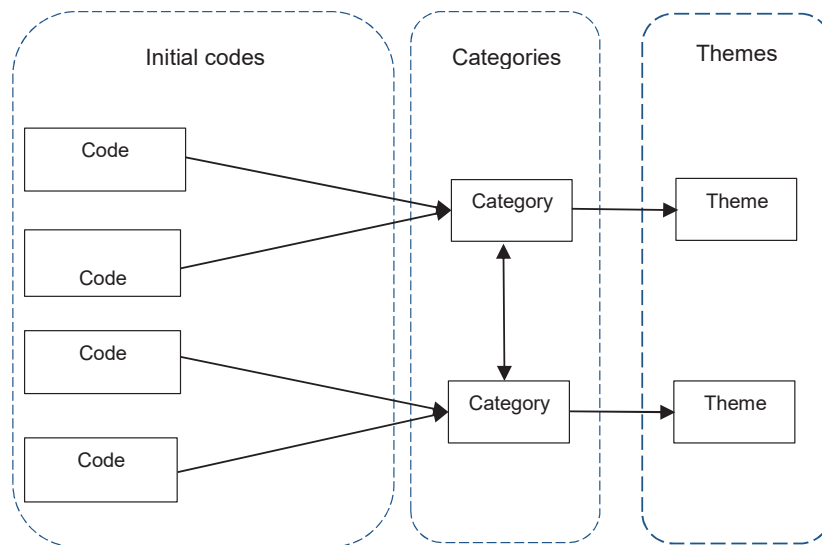 Initial codes
Categories
Themes
Code
Code
Code
Code
Category
Category
Theme
Theme